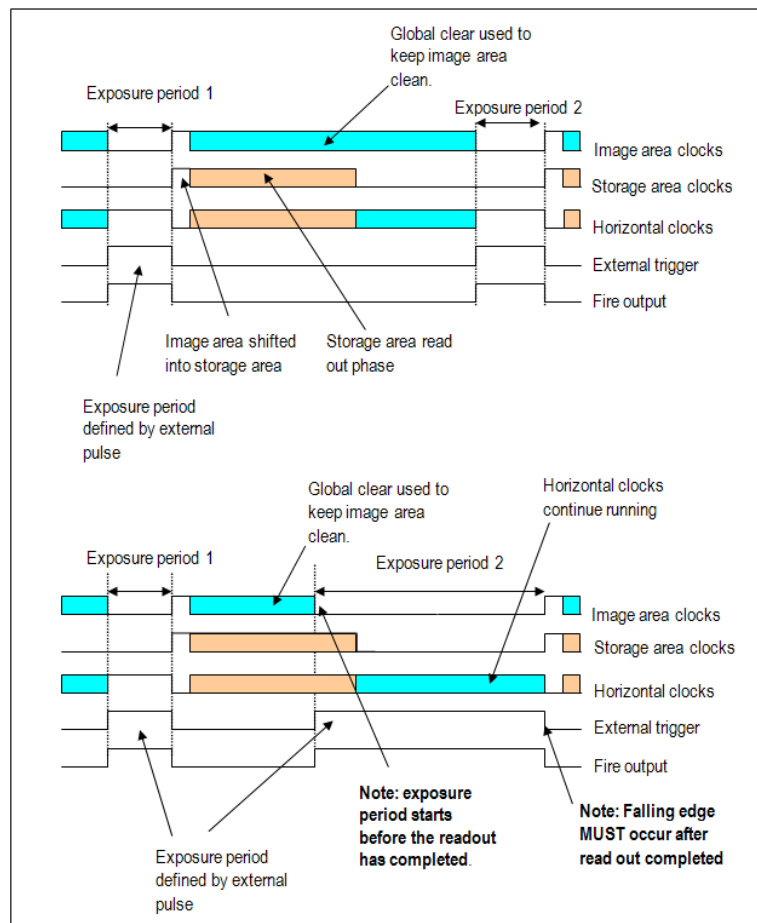 Global clear used to
keep image area
clean.
Exposure period 1
Exposure period 2
Image area clocks
Storage area clocks
Horizontal clocks
External trigger
Fire output
Image area shifted
into storage area
Storage area read
out phase
Exposure period
defined by external
pulse
Global clear used to
keep image area
clean.
Horizontal clocks
continue running
Exposure period 1
Exposure period 2
Image area clocks
Storage area clocks
Horizontal clocks
External trigger
Fire output
Note: exposure
period starts
before the readout
has completed.
Note: Falling edge
MUST occur after
read out completed
Exposure period
defined by external
pulse